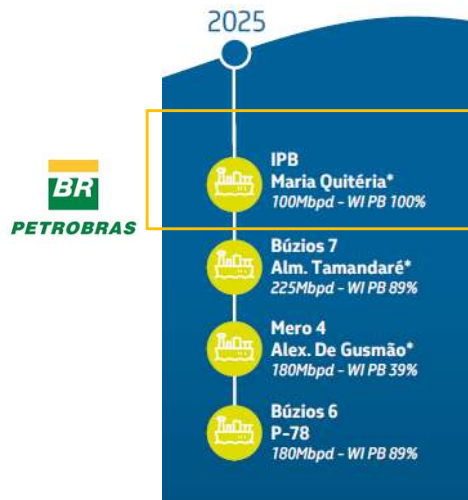 2025
IPB
Maria Quitéria*
100Mbpd - WI PB 100%
BR
PETROBRAS
Búzios 7
Alm. Tamandaré*
225Mbpd - WI PB 89%
Mero 4
Alex. De Gusmão*
180Mbpd - WI PB 39%
Búzios 6
P-78
180Mbpd - WI PB 89%